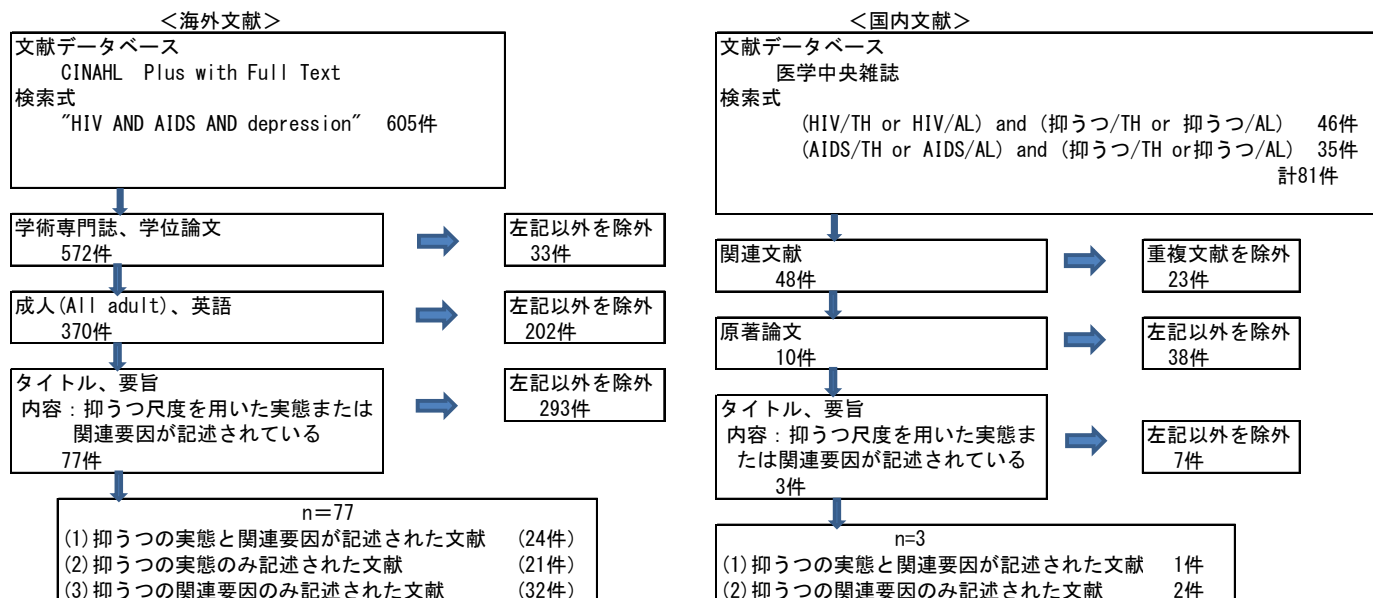 ＜海外文献＞
文献データベース
CINAHL Plus with Full Text
検索式
"HIV AND AIDS AND depression" 605件
学術専門誌、学位論文
572件
左記以外を除外
33件
成人(All adult)、英語
370件
左記以外を除外
202件
タイトル、要旨
内容：抑うつ尺度を用いた実態または
関連要因が記述されている
77件
左記以外を除外
293件
n＝77
(1)抑うつの実態と関連要因が記述された文献 (24件)
(2)抑うつの実態のみ記述された文献 (21件)
(3)抑うつの関連要因のみ記述された文献 (32件)
＜国内文献＞
文献データベース
医学中央雑誌
検索式
(HIV/TH or HIV/AL) and (抑うつ/TH or 抑うつ/AL) 46件
(AIDS/TH or AIDS/AL) and (抑うつ/TH or抑うつ/AL) 35件
計81件
関連文献
48件
重複文献を除外
23件
原著論文
10件
左記以外を除外
38件
タイトル、要旨
内容：抑うつ尺度を用いた実態ま
たは関連要因が記述されている
3件
左記以外を除外
7件
n=3
(1)抑うつの実態と関連要因が記述された文献 1件
(2)抑うつの関連要因のみ記述された文献 2件